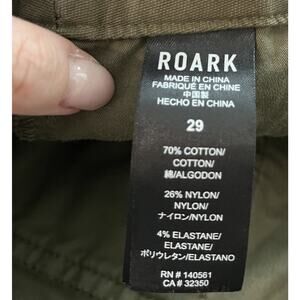 ROARK
MADE IN CHINA
FABRIQUÉ EN CHINE
中国製
HECHO EN CHINA
29
70% COTTON/
COTTON/
綿/ALGODON
26% NYLON/
NYLON/
ナイロン/NYLON
4% ELASTANE/
ELASTANE/
ポリウレタン/ELASTANO
RN # 140561
CA # 32350